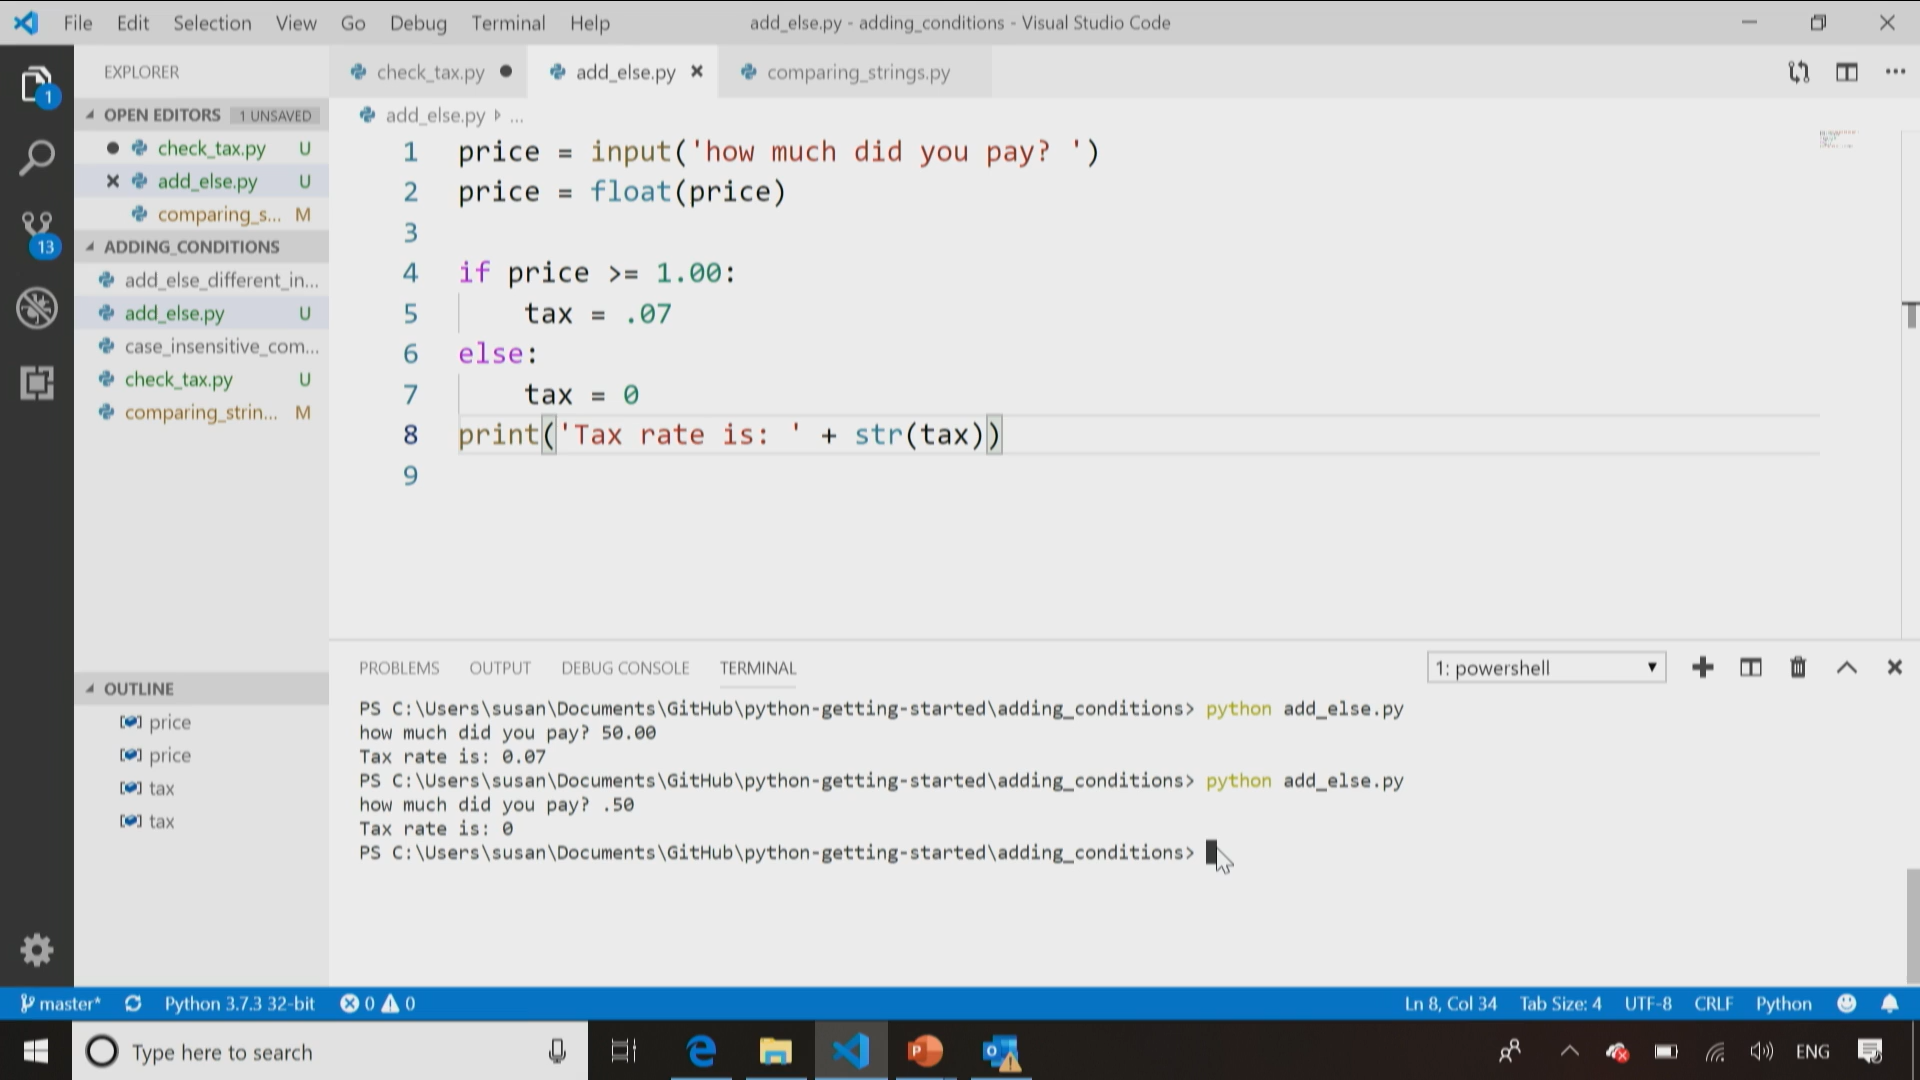 File Edit Selection View Go Debug Terminal Help
add_else.py - adding_conditions - Visual Studio Code
EXPLORER
check_tax.py
add_else.py
comparing_strings.py
1
OPEN EDITORS 1 UNSAVED
check_tax.py U
add_else.py U
comparing_s... M
13
ADDING_CONDITIONS
add_else_different_in...
add_else.py U
case_insensitive_com...
check_tax.py U
comparing_strin... M
OUTLINE
price
price
tax
tax
add_else.py ...
1 price = input('how much did you pay? ')
2 price = float(price)
3
4 if price >= 1.00:
5 tax = .07
6 else:
7 tax = 0
8 print('Tax rate is: ' + str(tax))
9
PROBLEMS OUTPUT DEBUG CONSOLE TERMINAL
1: powershell
PS C:\Users\susan\Documents\GitHub\python-getting-started\adding_conditions> python add_else.py
how much did you pay? 50.00
Tax rate is: 0.07
PS C:\Users\susan\Documents\GitHub\python-getting-started\adding_conditions> python add_else.py
how much did you pay? .50
Tax rate is: 0
PS C:\Users\susan\Documents\GitHub\python-getting-started\adding_conditions>
master* Python 3.7.3 32-bit 0 0
Ln 8, Col 34 Tab Size: 4 UTF-8 CRLF Python
Type here to search
ENG